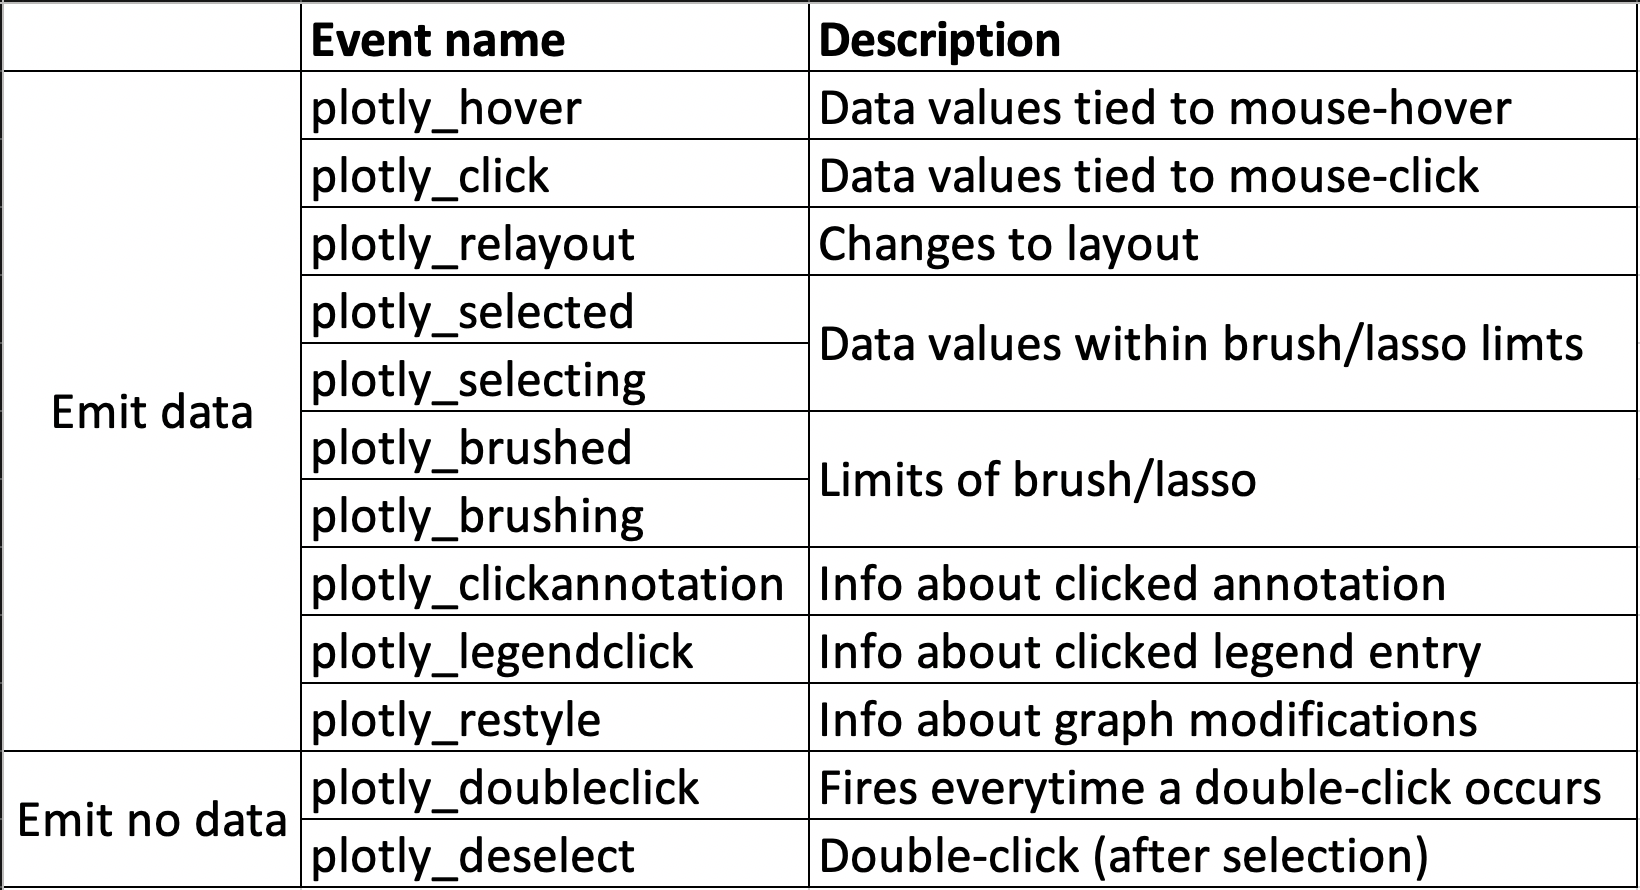 Event name Description
plotly_hover Data values tied to mouse-hover
plotly_click Data values tied to mouse-click
plotly_relayout Changes to layout
plotly_selected
Data values within brush/lasso limts
plotly_selecting
Emit data
plotly_brushed
Limits of brush/lasso
plotly_brushing
plotly_clickannotation Info about clicked annotation
plotly_legendclick Info about clicked legend entry
plotly_restyle Info about graph modifications
plotly_doubleclick Fires everytime a double-click occurs
Emit no data
plotly_deselect Double-click (after selection)